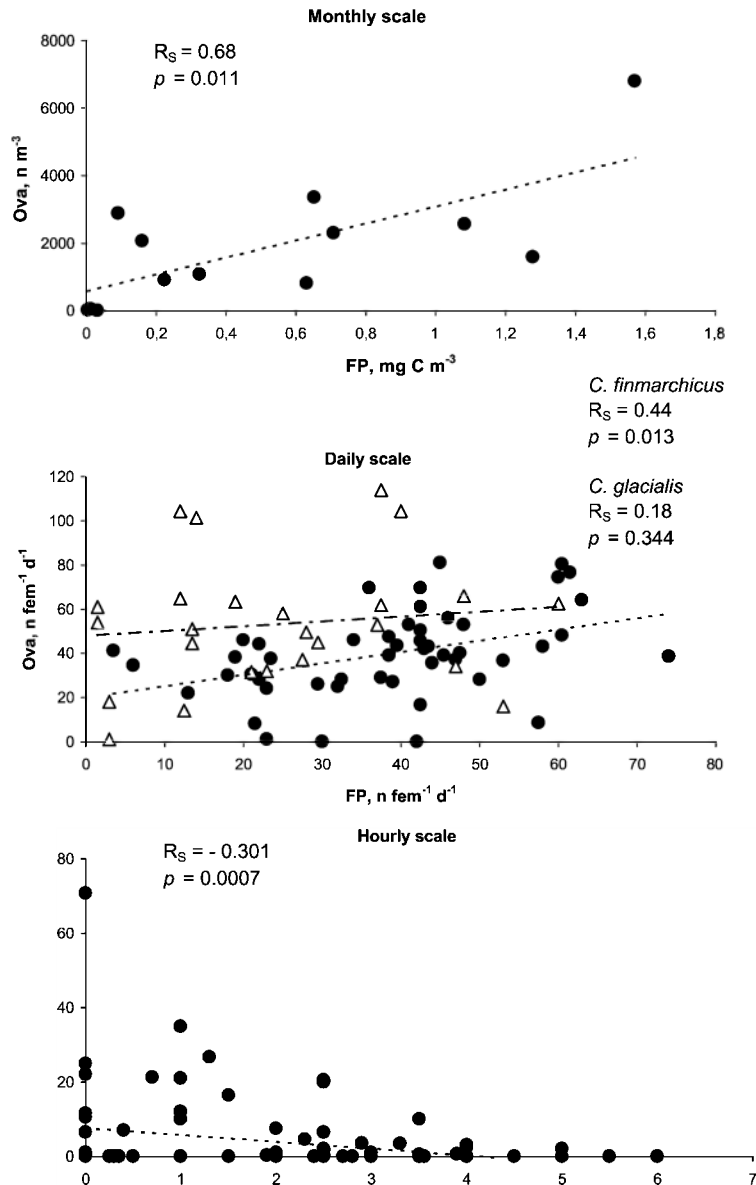 Monthly scale
R_S = 0.68
p = 0.011
8000
6000
4000
2000
0
Ova, n m⁻³
0
0,2
0,4
0,6
0,8
1
1,2
1,4
1,6
1,8
FP, mg C m⁻³
C. finmarchicus
R_S = 0.44
p = 0.013
Daily scale
C. glacialis
R_S = 0.18
p = 0.344
120
100
80
60
40
20
0
Ova, n fem⁻¹ d⁻¹
0
10
20
30
40
50
60
70
80
FP, n fem⁻¹ d⁻¹
Hourly scale
R_S = - 0.301
p = 0.0007
80
60
40
20
0
0
1
2
3
4
5
6
7